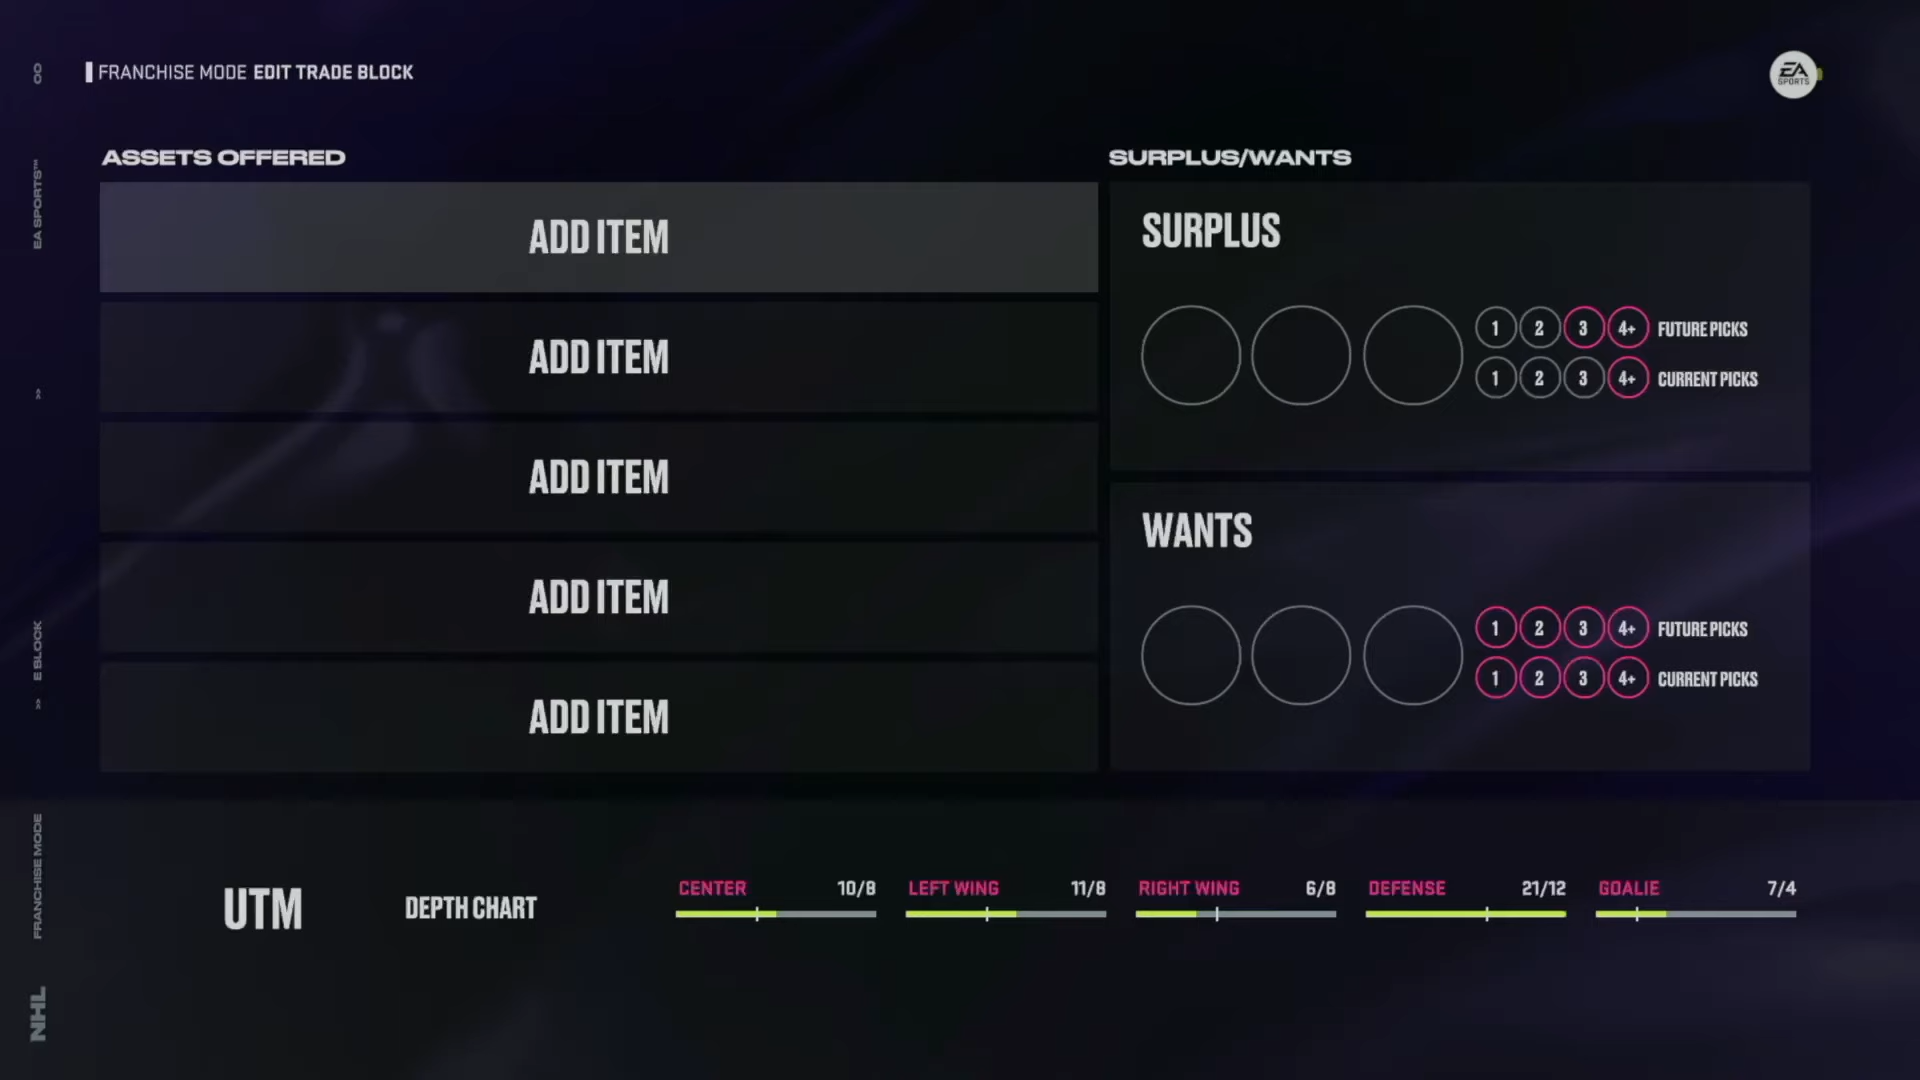 FRANCHISE MODE EDIT TRADE BLOCK
EA SPORTS
ASSETS OFFERED
ADD ITEM
ADD ITEM
ADD ITEM
ADD ITEM
ADD ITEM
SURPLUS/WANTS
SURPLUS
1 2 3 4+ FUTURE PICKS
1 2 3 4+ CURRENT PICKS
WANTS
1 2 3 4+ FUTURE PICKS
1 2 3 4+ CURRENT PICKS
UTM
DEPTH CHART
CENTER 10/8
LEFT WING 11/8
RIGHT WING 6/8
DEFENSE 21/12
GOALIE 7/4
EA SPORTS™
E BLOCK
FRANCHISE MODE
NHL